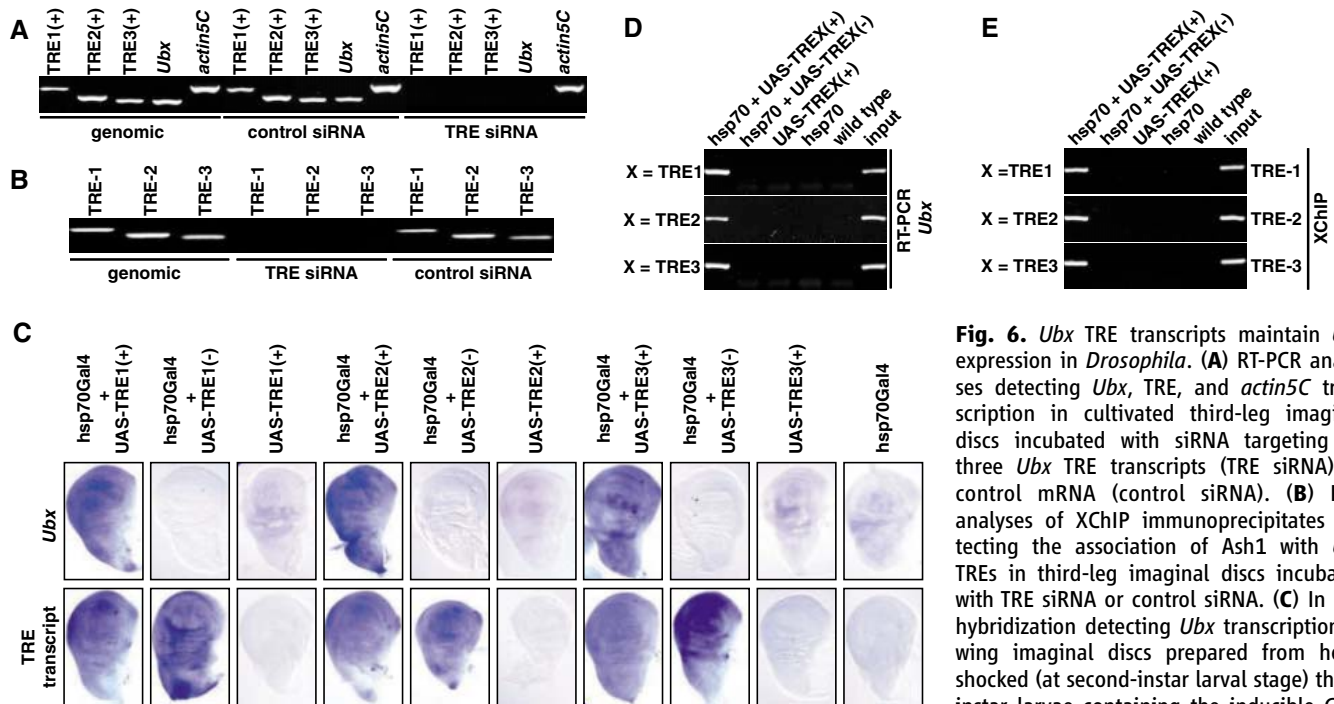 A
TRE1(+) TRE2(+) TRE3(+) Ubx actin5C TRE1(+) TRE2(+) TRE3(+) Ubx actin5C TRE1(+) TRE2(+) TRE3(+) Ubx actin5C
genomic control siRNA TRE siRNA
B
TRE-1 TRE-2 TRE-3 TRE-1 TRE-2 TRE-3 TRE-1 TRE-2 TRE-3
genomic TRE siRNA control siRNA
C
hsp70Gal4 + UAS-TRE1(+)
hsp70Gal4 + UAS-TRE1(-)
UAS-TRE1(+)
hsp70Gal4 + UAS-TRE2(+)
hsp70Gal4 + UAS-TRE2(-)
UAS-TRE2(+)
hsp70Gal4 + UAS-TRE3(+)
hsp70Gal4 + UAS-TRE3(-)
UAS-TRE3(+)
hsp70Gal4
Ubx
TRE
transcript
D
hsp70 + UAS-TREX(+)
hsp70 + UAS-TREX(-)
UAS-TREX(+)
hsp70
wild type
input
X = TRE1
X = TRE2
X = TRE3
RT-PCR
Ubx
E
hsp70 + UAS-TREX(+)
hsp70 + UAS-TREX(-)
UAS-TREX(+)
hsp70
wild type
input
X =TRE1 TRE-1
X = TRE2 TRE-2
X = TRE3 TRE-3
XChIP
Fig. 6. Ubx TRE transcripts maintain
expression in Drosophila. (A) RT-PCR ana
ses detecting Ubx, TRE, and actin5C tr
scription in cultivated third-leg imagi
discs incubated with siRNA targeting
three Ubx TRE transcripts (TRE siRNA)
control mRNA (control siRNA). (B)
analyses of XChIP immunoprecipitates
tecting the association of Ash1 with
TREs in third-leg imaginal discs incuba
with TRE siRNA or control siRNA. (C) In
hybridization detecting Ubx transcription
wing imaginal discs prepared from he
shocked (at second-instar larval stage) th